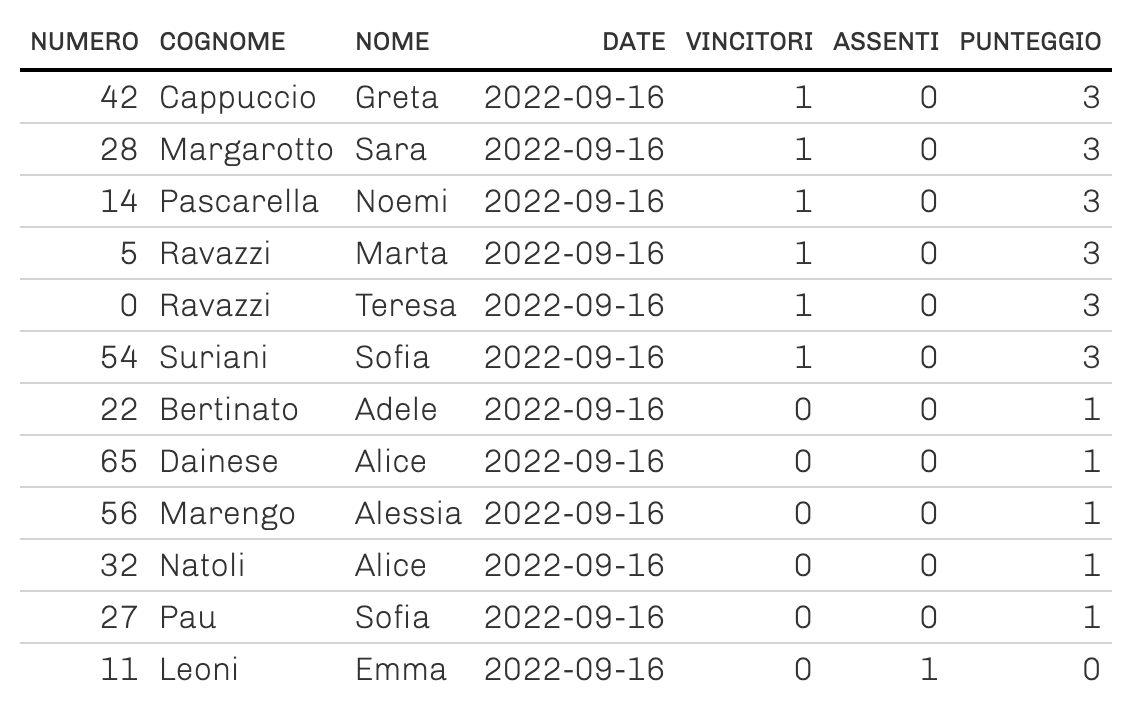 NUMERO COGNOME NOME DATE VINCITORI ASSENTI PUNTEGGIO
42 Cappuccio Greta 2022-09-16 1 0 3
28 Margarotto Sara 2022-09-16 1 0 3
14 Pascarella Noemi 2022-09-16 1 0 3
5 Ravazzi Marta 2022-09-16 1 0 3
0 Ravazzi Teresa 2022-09-16 1 0 3
54 Suriani Sofia 2022-09-16 1 0 3
22 Bertinato Adele 2022-09-16 0 0 1
65 Dainese Alice 2022-09-16 0 0 1
56 Marengo Alessia 2022-09-16 0 0 1
32 Natoli Alice 2022-09-16 0 0 1
27 Pau Sofia 2022-09-16 0 0 1
11 Leoni Emma 2022-09-16 0 1 0